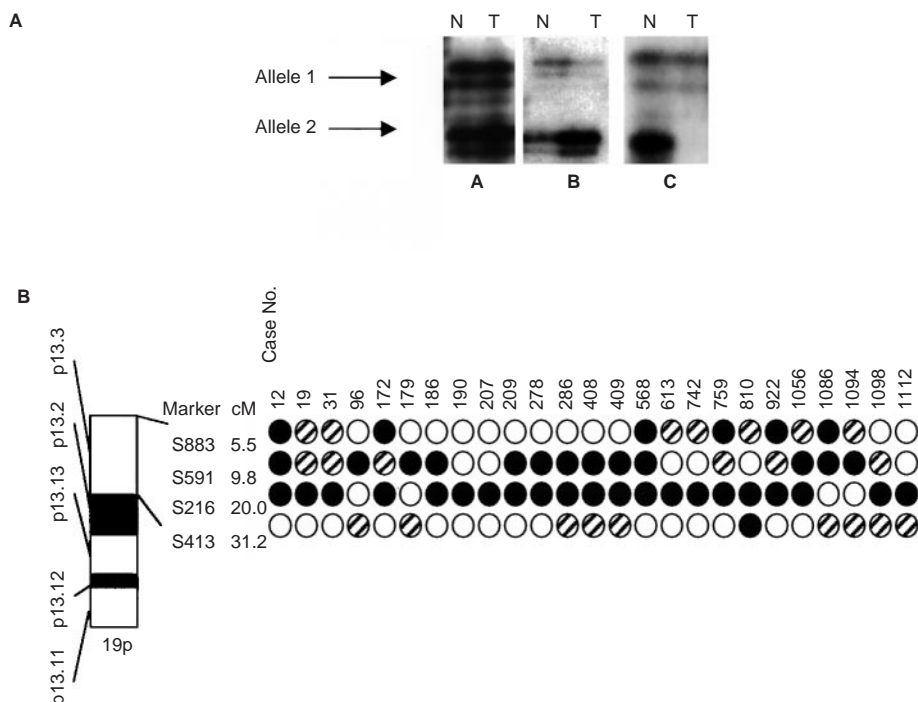 A
N T N T N T
Allele 1
Allele 2
A B C
B
Case No.
12 19 31 96 172 179 186 190 207 209 278 286 408 409 568 613 742 759 810 922 1056 1086 1094 1098 1112
p13.3
p13.2
p13.13
p13.12
p13.11
Marker cM
S883 5.5
S591 9.8
S216 20.0
S413 31.2
19p